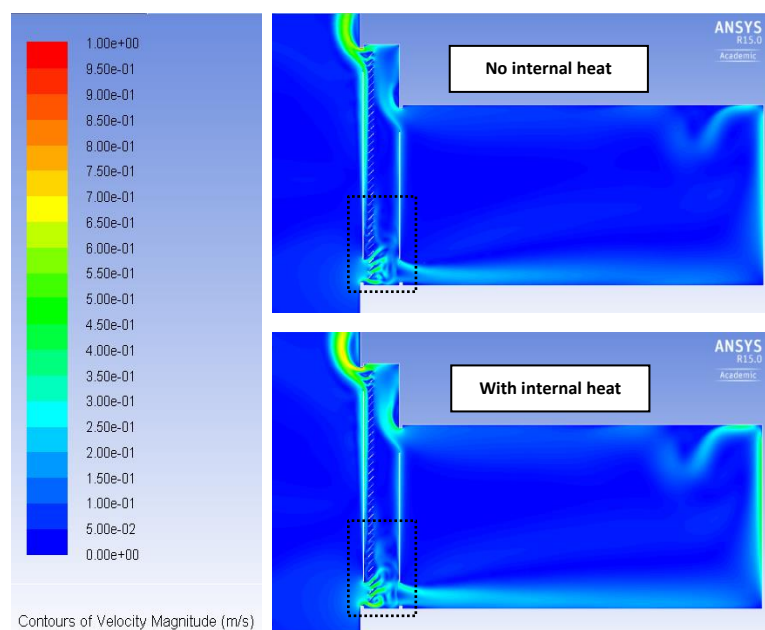 1.00e+00
9.50e-01
9.00e-01
8.50e-01
8.00e-01
7.50e-01
7.00e-01
6.50e-01
6.00e-01
5.50e-01
5.00e-01
4.50e-01
4.00e-01
3.50e-01
3.00e-01
2.00e-01
1.50e-01
1.00e-01
5.00e-02
0.00e+00
Contours of Velocity Magnitude (m/s)
No internal heat
ANSYS
R15.0
Academic
With internal heat
ANSYS
R15.0
Academic